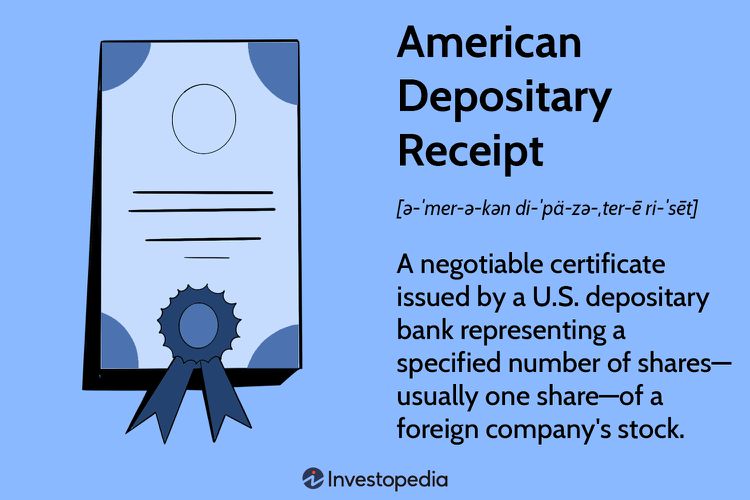 American
Depositary
Receipt
[ə-ˈmer-ə-kən di-ˈpä-zə-ˌter-ē ri-ˈsēt]
A negotiable certificate
issued by a U.S. depositary
bank representing a
specified number of shares—
usually one share—of a
foreign company's stock.
Investopedia